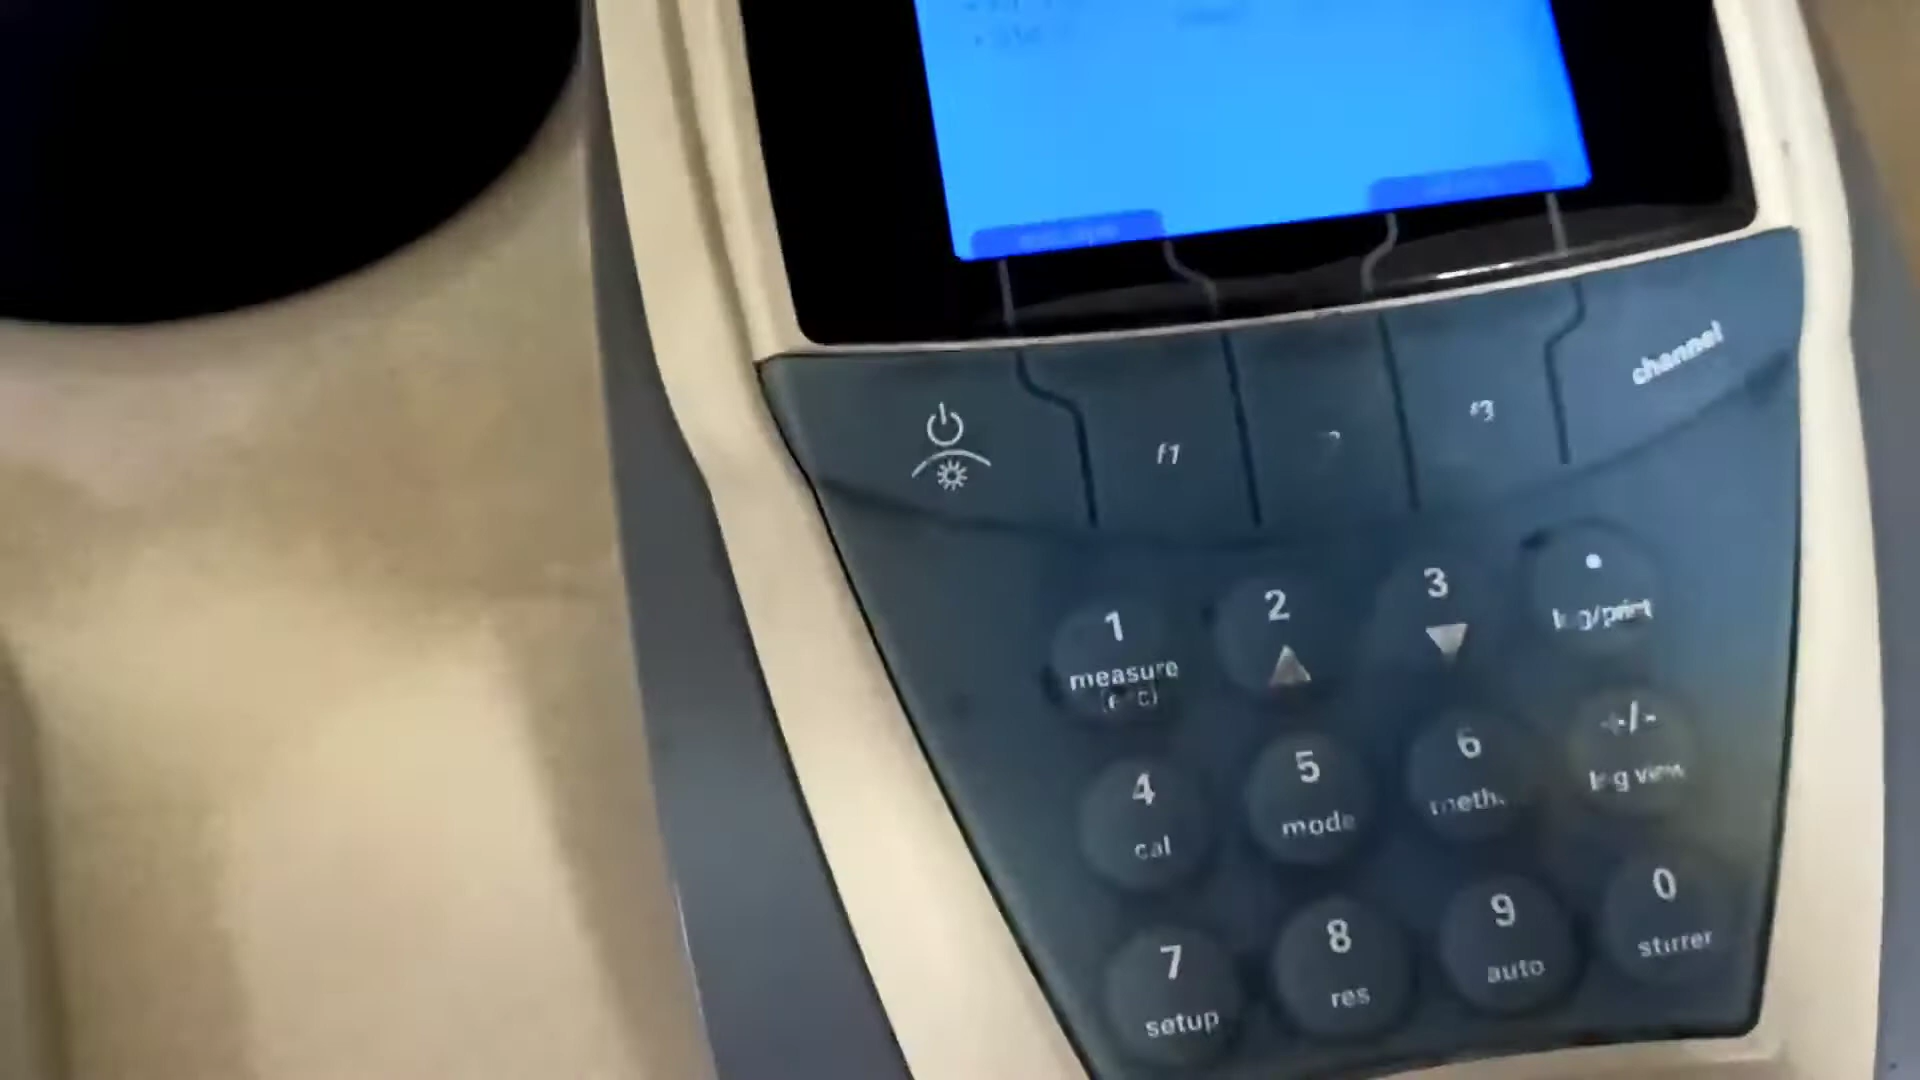 channel
f1
f3
1
measure
(esc)
2
3
.
log/print
4
cal
5
mode
6
+/-
log view
7
setup
8
res
9
auto
0
stirrer